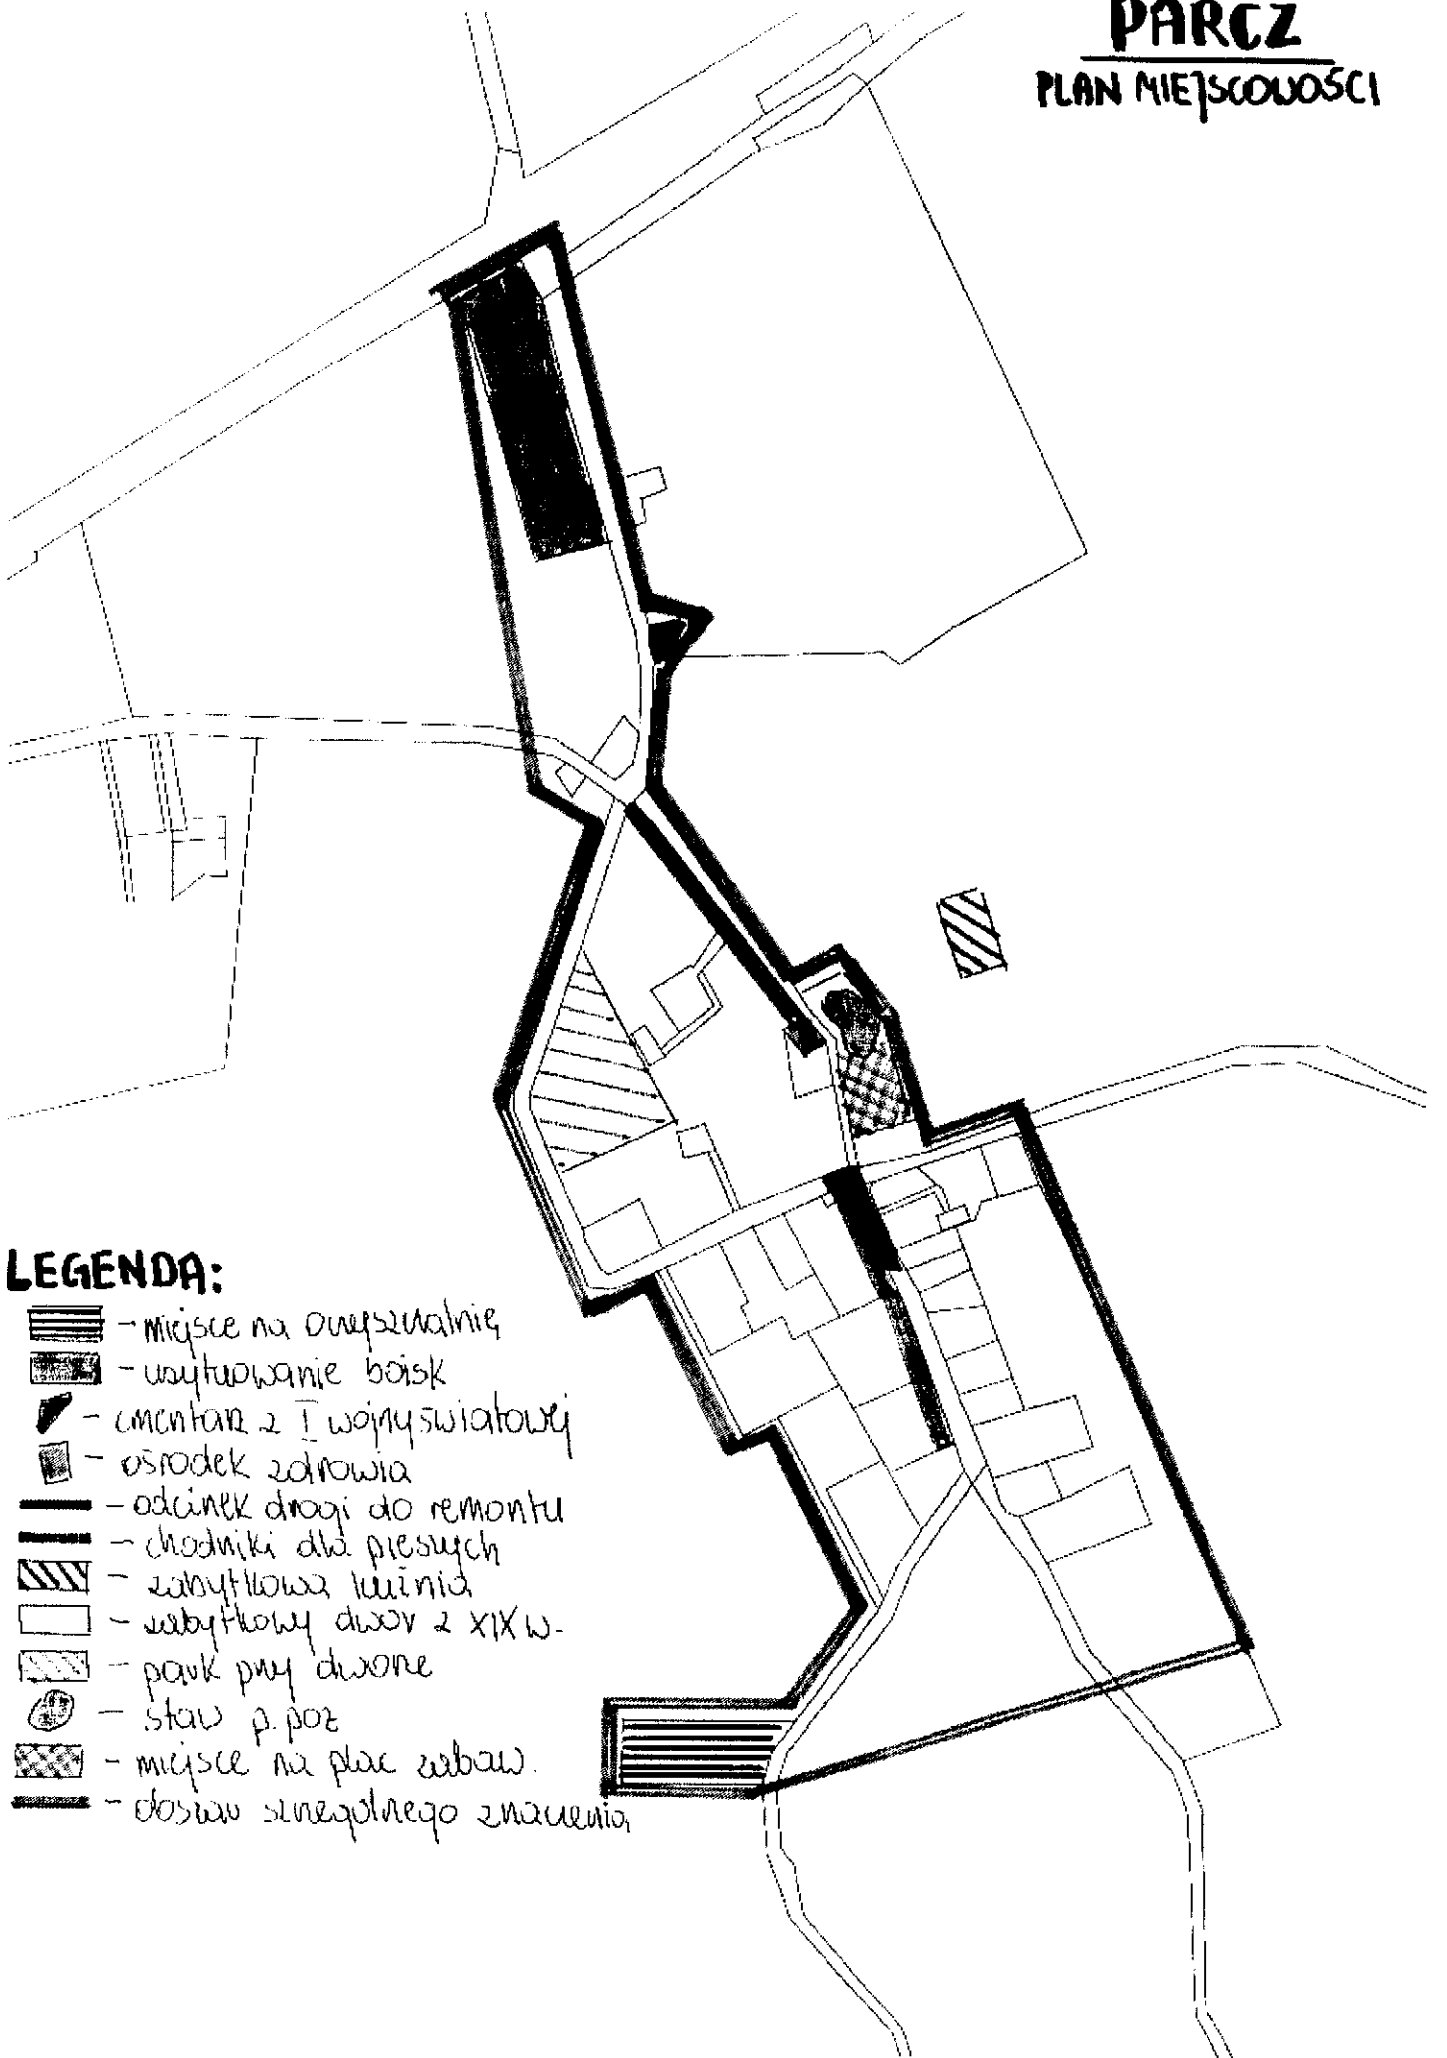 PARCZ
PLAN MIEJSCOWOŚCI
LEGENDA:
- miejsce na oczyszczalnię
- usytuowanie boisk
- cmentarz z I wojny światowej
- ośrodek zdrowia
- odcinek drogi do remontu
- chodniki dla pieszych
- zabytkowa kuźnia
- zabytkowy dwór z XIX w.
- park przy dworze
- staw p.poż
- miejsce na plac zabaw.
- obszar szczególnego znaczenia